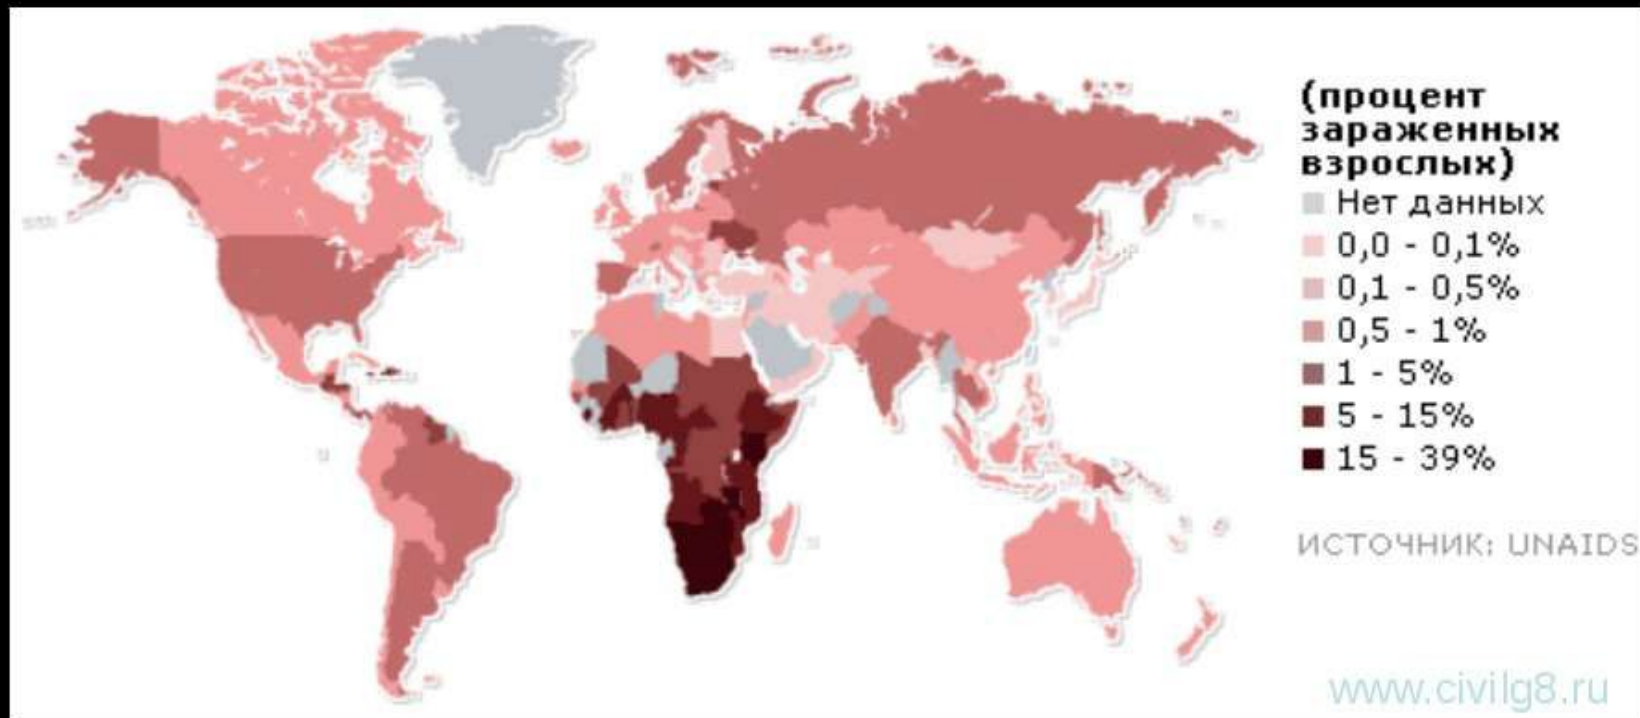 (процент
зараженных
взрослых)
Нет данных
0,0 - 0,1%
0,1 - 0,5%
0,5 - 1%
1 - 5%
5 - 15%
15 - 39%
ИСТОЧНИК: UNAIDS
www.civilg8.ru